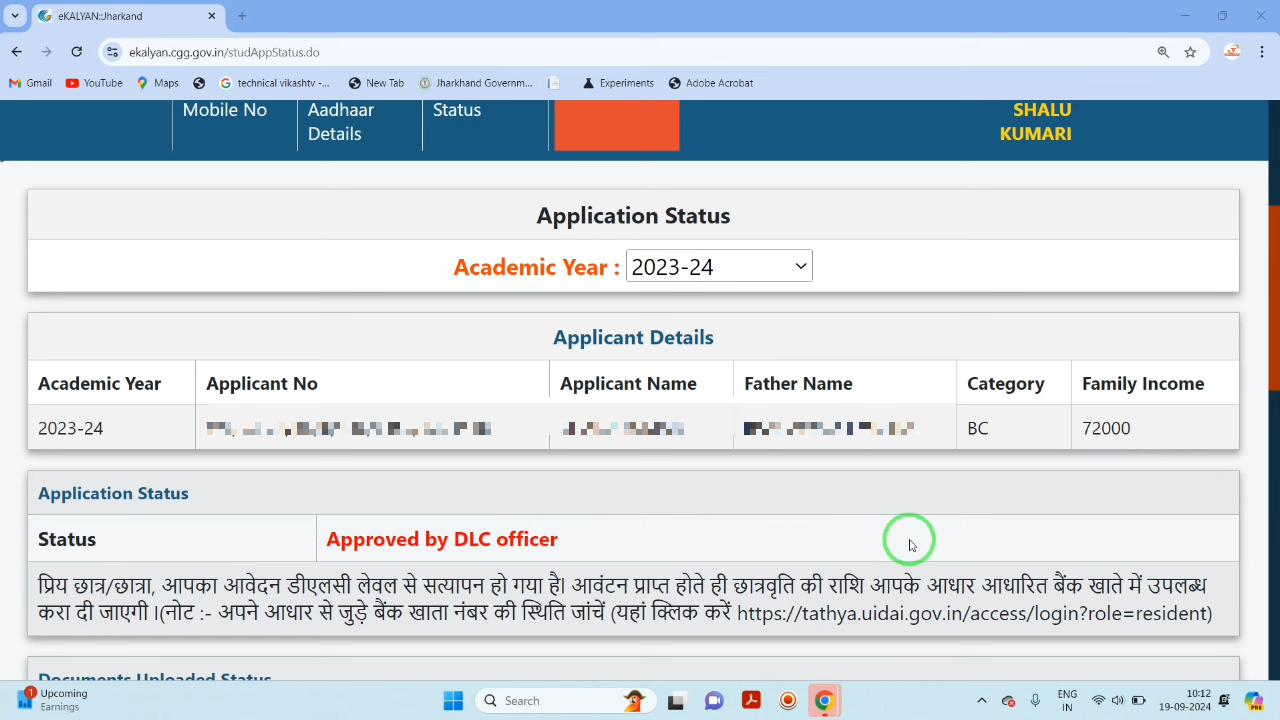 eKALYAN::Jharkand
ekalyan.cgg.gov.in/studAppStatus.do
Gmail YouTube Maps technical vikashtv -... New Tab Jharkhand Governm... Experiments Adobe Acrobat
Mobile No Aadhaar Status SHALU
Details KUMARI
Application Status
Academic Year : 2023-24
Applicant Details
Academic Year Applicant No Applicant Name Father Name Category Family Income
2023-24 BC 72000
Application Status
Status Approved by DLC officer
प्रिय छात्र/छात्रा, आपका आवेदन डीएलसी लेवल से सत्यापन हो गया है। आवंटन प्राप्त होते ही छात्रवृति की राशि आपके आधार आधारित बैंक खाते में उपलब्ध
करा दी जाएगी ।(नोट :- अपने आधार से जुड़े बैंक खाता नंबर की स्थिति जांचें (यहां क्लिक करें https://tathya.uidai.gov.in/access/login?role=resident)
Documents Uploaded Status
1 Upcoming Search ENG 10:12
Earnings IN 19-09-2024